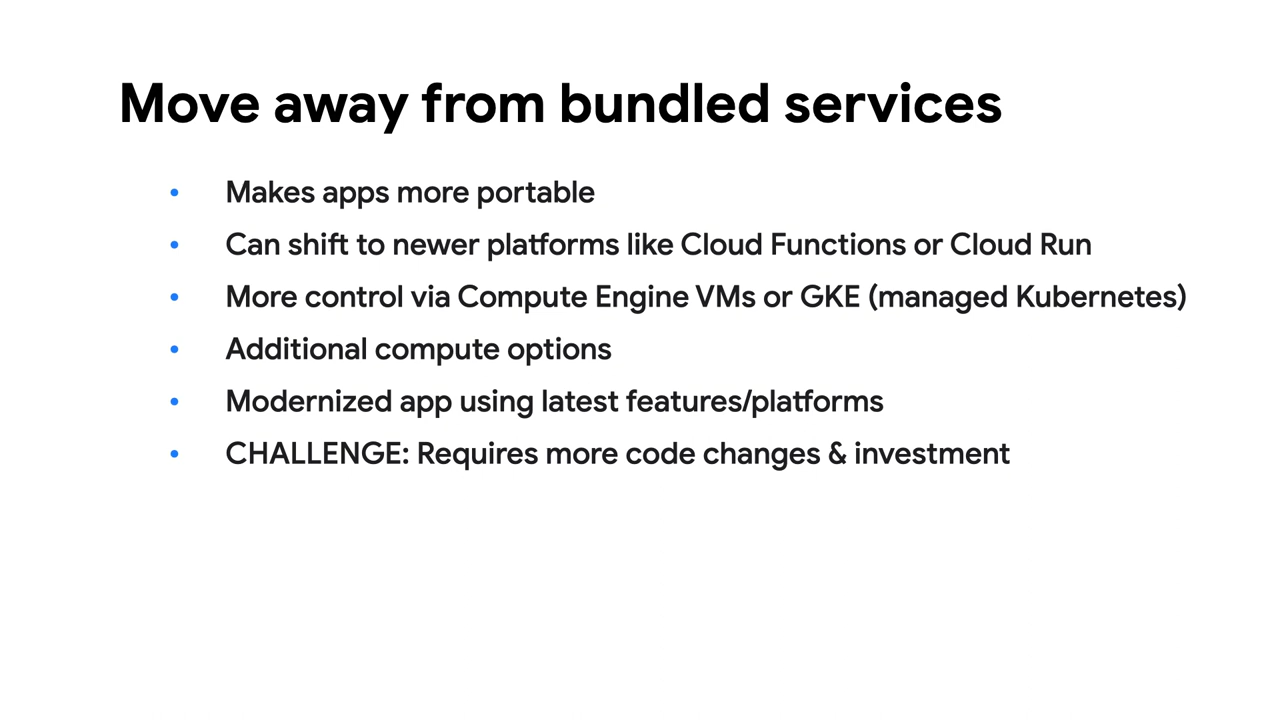 Move away from bundled services
• Makes apps more portable
• Can shift to newer platforms like Cloud Functions or Cloud Run
• More control via Compute Engine VMs or GKE (managed Kubernetes)
• Additional compute options
• Modernized app using latest features/platforms
• CHALLENGE: Requires more code changes & investment